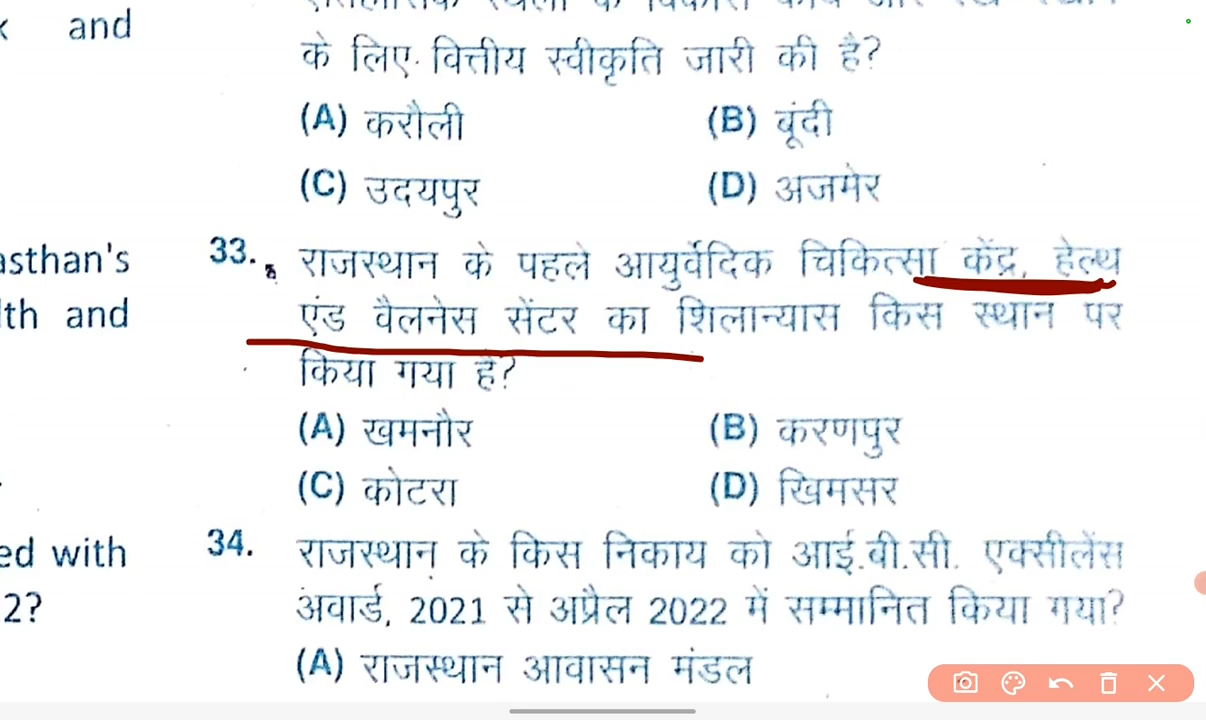 k and
के लिए वित्तीय स्वीकृति जारी की है?
(A) करौली (B) बूंदी
(C) उदयपुर (D) अजमेर
asthan's
33. राजस्थान के पहले आयुर्वेदिक चिकित्सा केंद्र, हेल्थ
lth and
एंड वैलनेस सेंटर का शिलान्यास किस स्थान पर
किया गया है?
(A) खमनौर (B) करणपुर
(C) कोटरा (D) खिमसर
ed with
34. राजस्थान के किस निकाय को आई.बी.सी. एक्सीलेंस
2?
अवार्ड, 2021 से अप्रैल 2022 में सम्मानित किया गया?
(A) राजस्थान आवासन मंडल